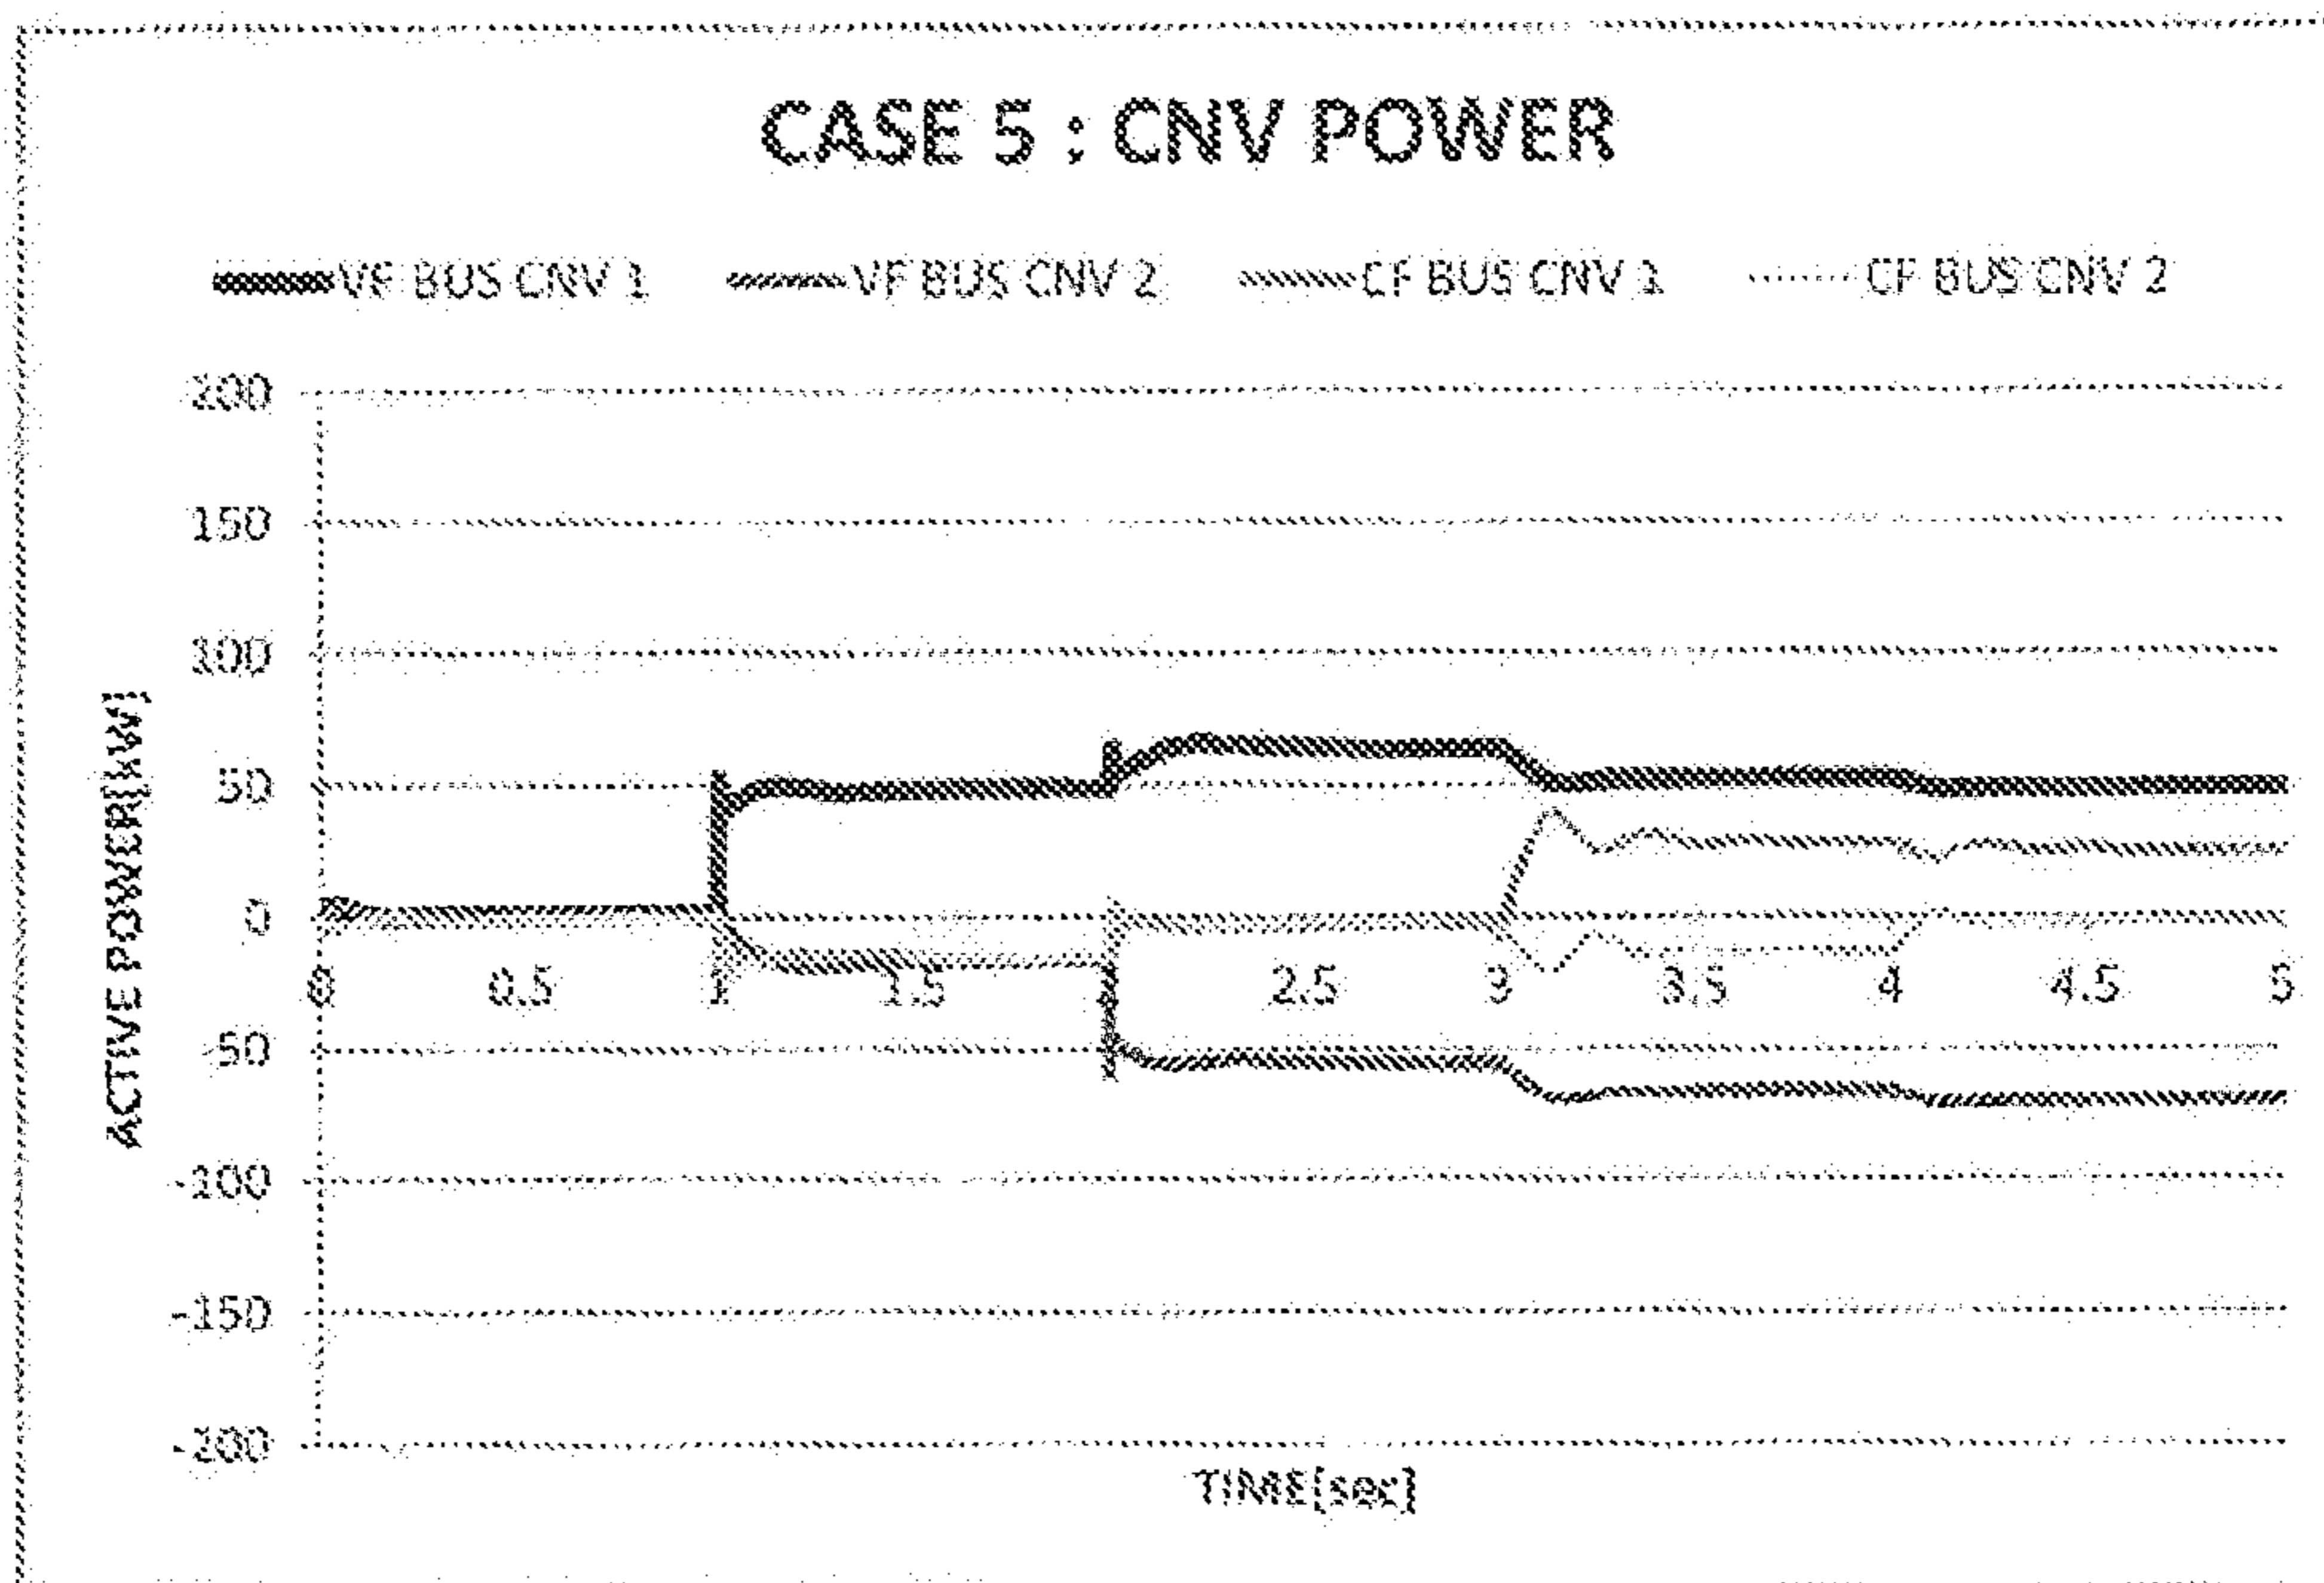 CASE 5 : CNV POWER
VF BUS CNV 1 VF BUS CNV 2 CF BUS CNV 1 CF BUS CNV 2
200
150
100
50
0
-50
-100
-150
-200
ACTIVE POWER[kW]
0 0.5 1 1.5 2.5 3 3.5 4 4.5 5
TIME[sec]